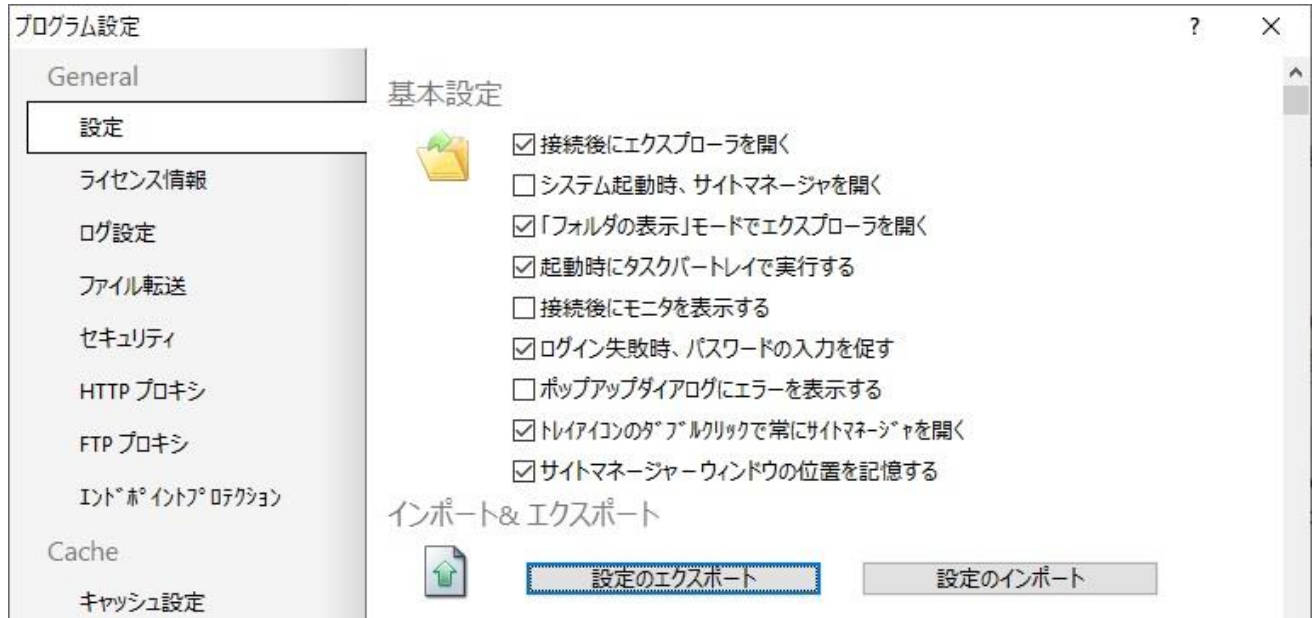 プログラム設定
General
設定
ライセンス情報
ログ設定
ファイル転送
セキュリティ
HTTP プロキシ
FTP プロキシ
ｴﾝﾄﾞﾎﾟｲﾝﾄﾌﾟﾛﾃｸｼｮﾝ
Cache
キャッシュ設定
基本設定
接続後にエクスプローラを開く
システム起動時、サイトマネージャを開く
「フォルダの表示」モードでエクスプローラを開く
起動時にタスクバートレイで実行する
接続後にモニタを表示する
ログイン失敗時、パスワードの入力を促す
ポップアップダイアログにエラーを表示する
ﾄﾚｲｱｲｺﾝのﾀﾞﾌﾞﾙｸﾘｯｸで常にｻｲﾄﾏﾈｰｼﾞｬを開く
サイトマネージャーウィンドウの位置を記憶する
インポート& エクスポート
設定のエクスポート
設定のインポート